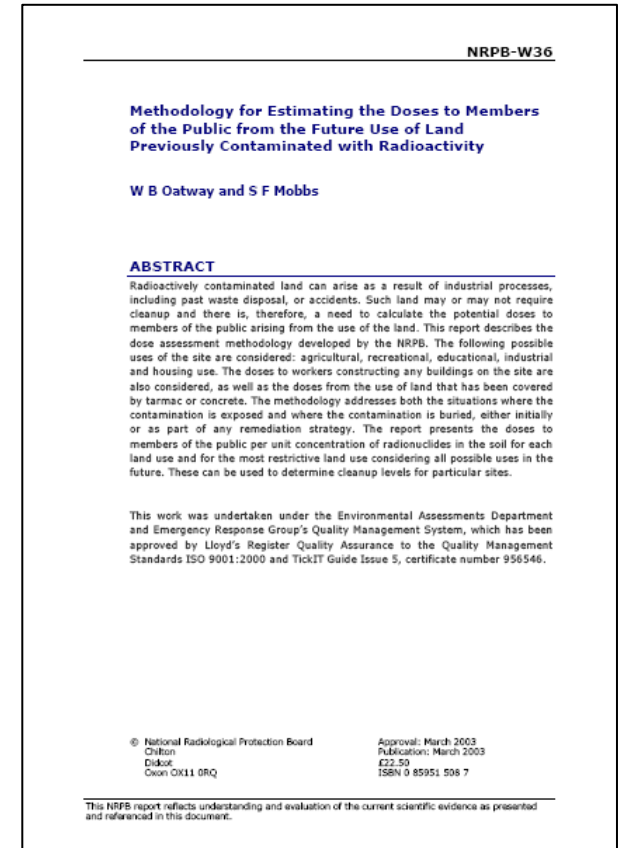 NRPB-W36
Methodology for Estimating the Doses to Members
of the Public from the Future Use of Land
Previously Contaminated with Radioactivity
W B Oatway and S F Mobbs
ABSTRACT
Radioactively contaminated land can arise as a result of industrial processes,
including past waste disposal, or accidents. Such land may or may not require
cleanup and there is, therefore, a need to calculate the potential doses to
members of the public arising from the use of the land. This report describes the
dose assessment methodology developed by the NRPB. The following possible
uses of the site are considered: agricultural, recreational, educational, industrial
and housing use. The doses to workers constructing any buildings on the site are
also considered, as well as the doses from the use of land that has been covered
by tarmac or concrete. The methodology addresses both the situations where the
contamination is exposed and where the contamination is buried, either initially
or as part of any remediation strategy. The report presents the doses to
members of the public per unit concentration of radionuclides in the soil for each
land use and for the most restrictive land use considering all possible uses in the
future. These can be used to determine cleanup levels for particular sites.
This work was undertaken under the Environmental Assessments Department
and Emergency Response Group's Quality Management System, which has been
approved by Lloyd's Register Quality Assurance to the Quality Management
Standards ISO 9001:2000 and TickIT Guide Issue 5, certificate number 956546.
© National Radiological Protection Board
Chilton
Didcot
Oxon OX11 0RQ
Approval: March 2003
Publication: March 2003
£22.50
ISBN 0 85951 508 7
This NRPB report reflects understanding and evaluation of the current scientific evidence as presented
and referenced in this document.